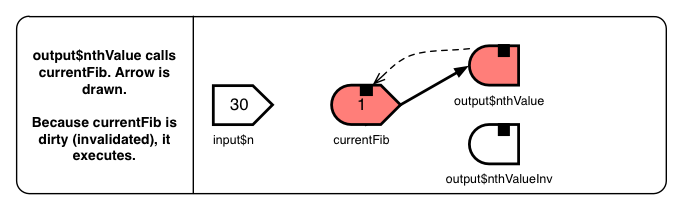 output$nthValue calls
currentFib. Arrow is
drawn.
Because currentFib is
dirty (invalidated), it
executes.
30
input$n
1
currentFib
output$nthValue
output$nthValueInv